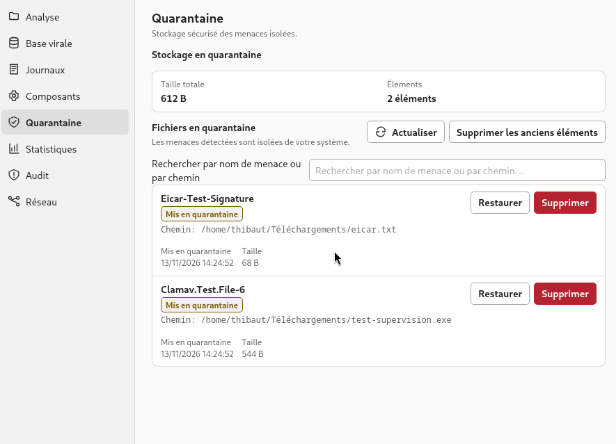 Analyse
Base virale
Journaux
Composants
Quarantaine
Statistiques
Audit
Réseau
Quarantaine
Stockage sécurisé des menaces isolées.
Stockage en quarantaine
Taille totale
612 B
Éléments
2 éléments
Fichiers en quarantaine
Les menaces détectées sont isolées de votre système.
Actualiser
Supprimer les anciens éléments
Rechercher par nom de menace ou
par chemin
Rechercher par nom de menace ou par chemin...
Eicar-Test-Signature
Mis en quarantaine
Chemin: /home/thibaut/Téléchargements/eicar.txt
Mis en quarantaine
13/11/2026 14:24:52
Taille
68 B
Restaurer
Supprimer
Clamav.Test.File-6
Mis en quarantaine
Chemin: /home/thibaut/Téléchargements/test-supervision.exe
Mis en quarantaine
13/11/2026 14:24:52
Taille
544 B
Restaurer
Supprimer